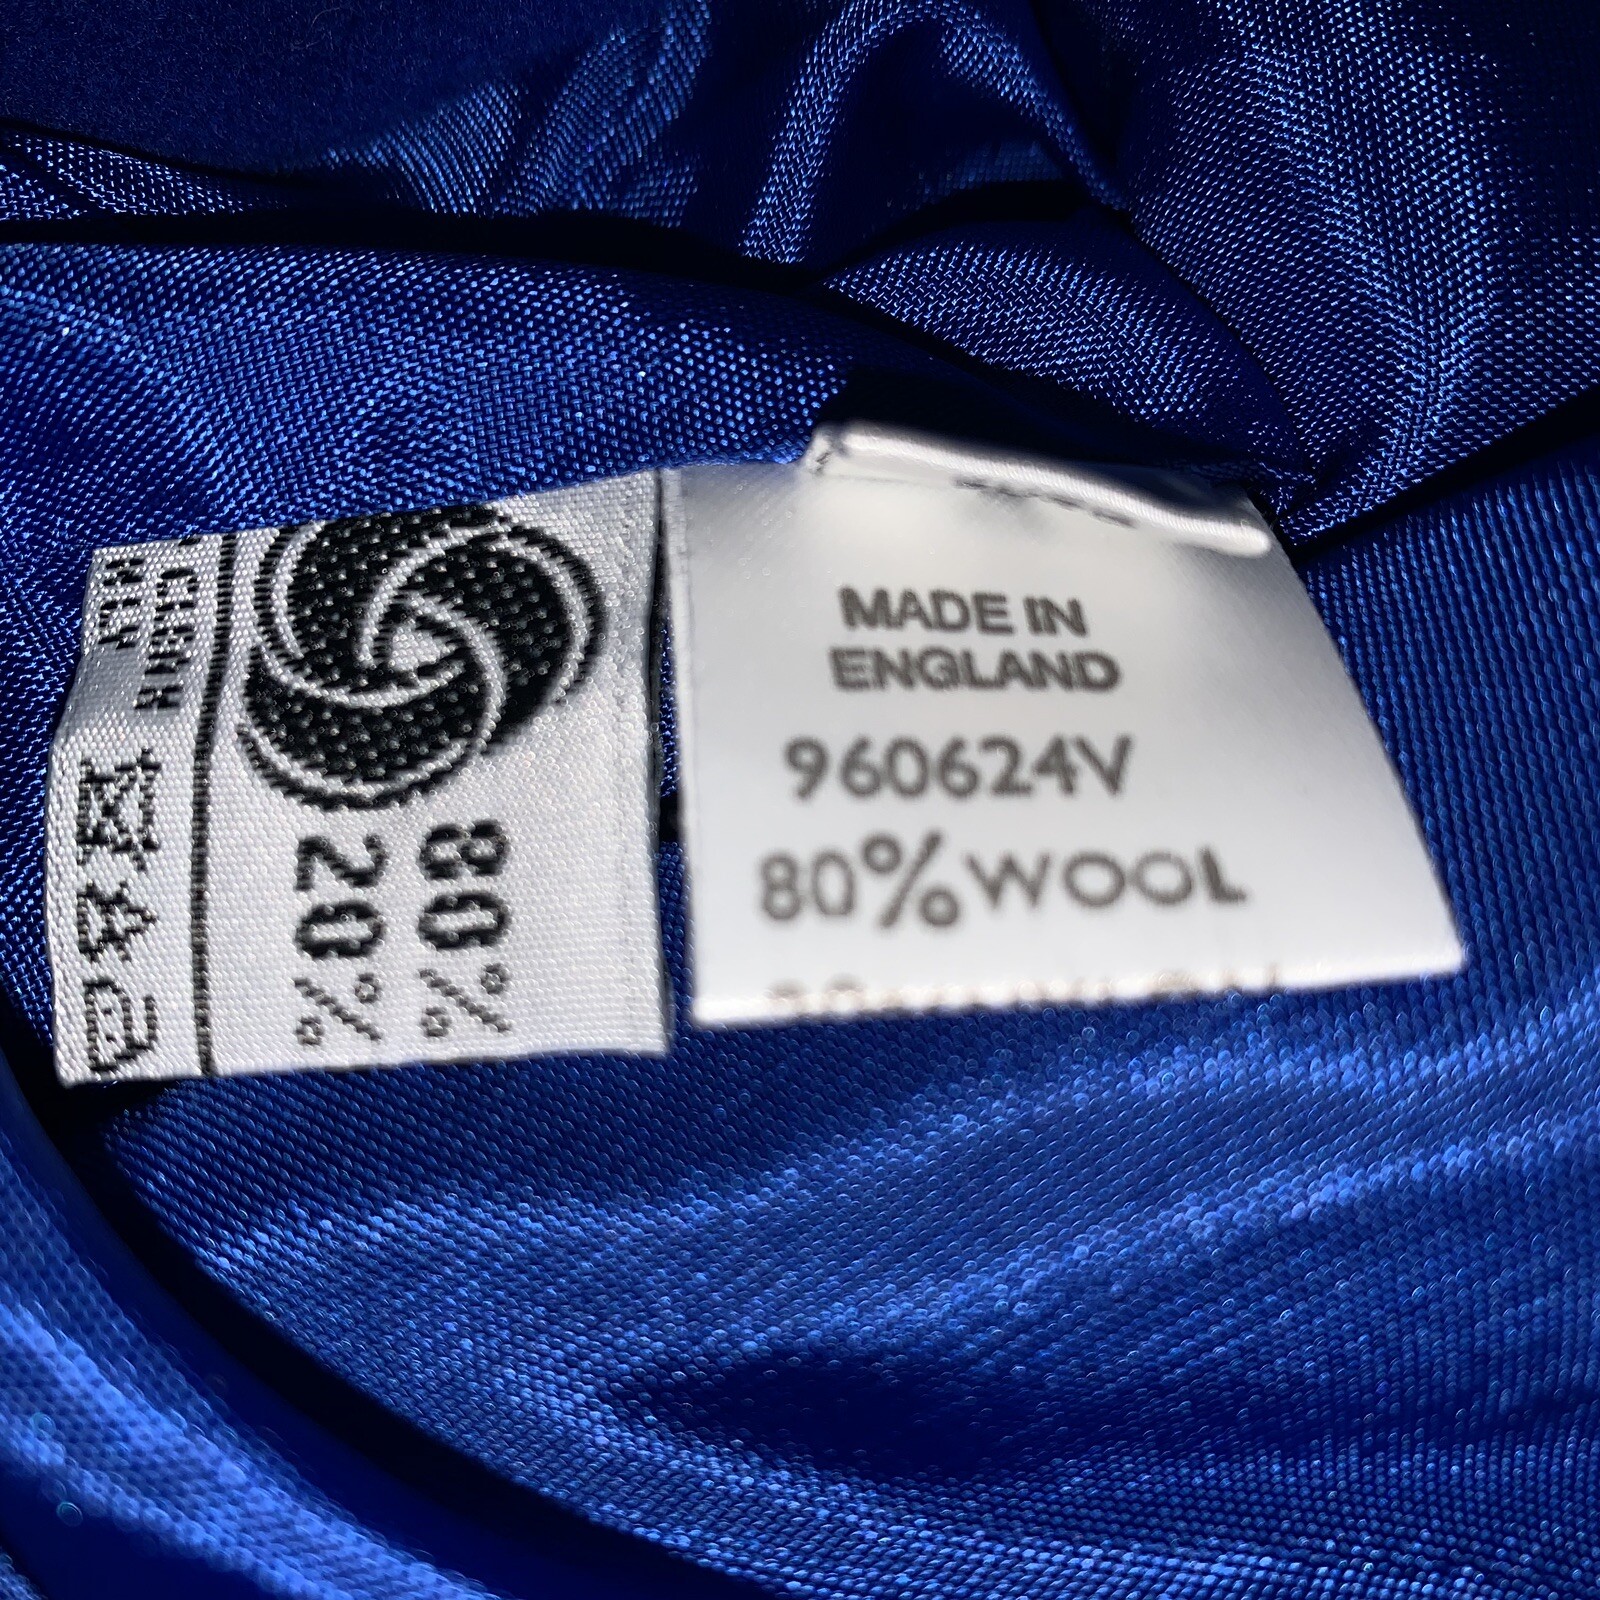 80%
20%
MADE IN
ENGLAND
960624V
80% WOOL